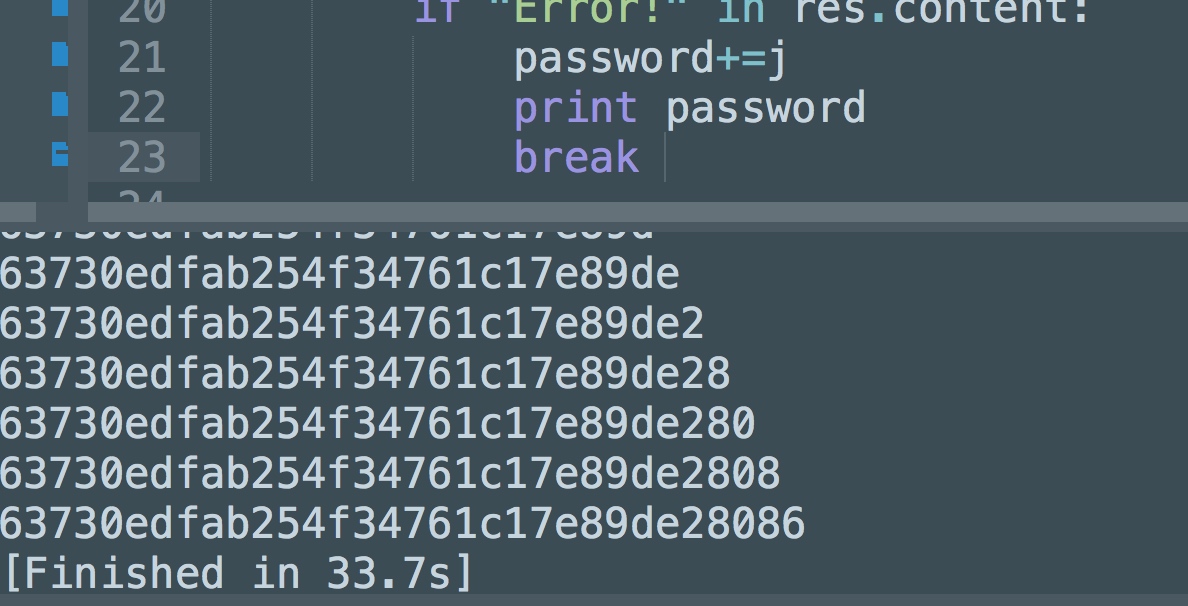 20 if "Error!" in res.content:
21 password+=j
22 print password
23 break
24
63730edfab254f34761c17e89d
63730edfab254f34761c17e89de
63730edfab254f34761c17e89de2
63730edfab254f34761c17e89de28
63730edfab254f34761c17e89de280
63730edfab254f34761c17e89de2808
63730edfab254f34761c17e89de28086
[Finished in 33.7s]